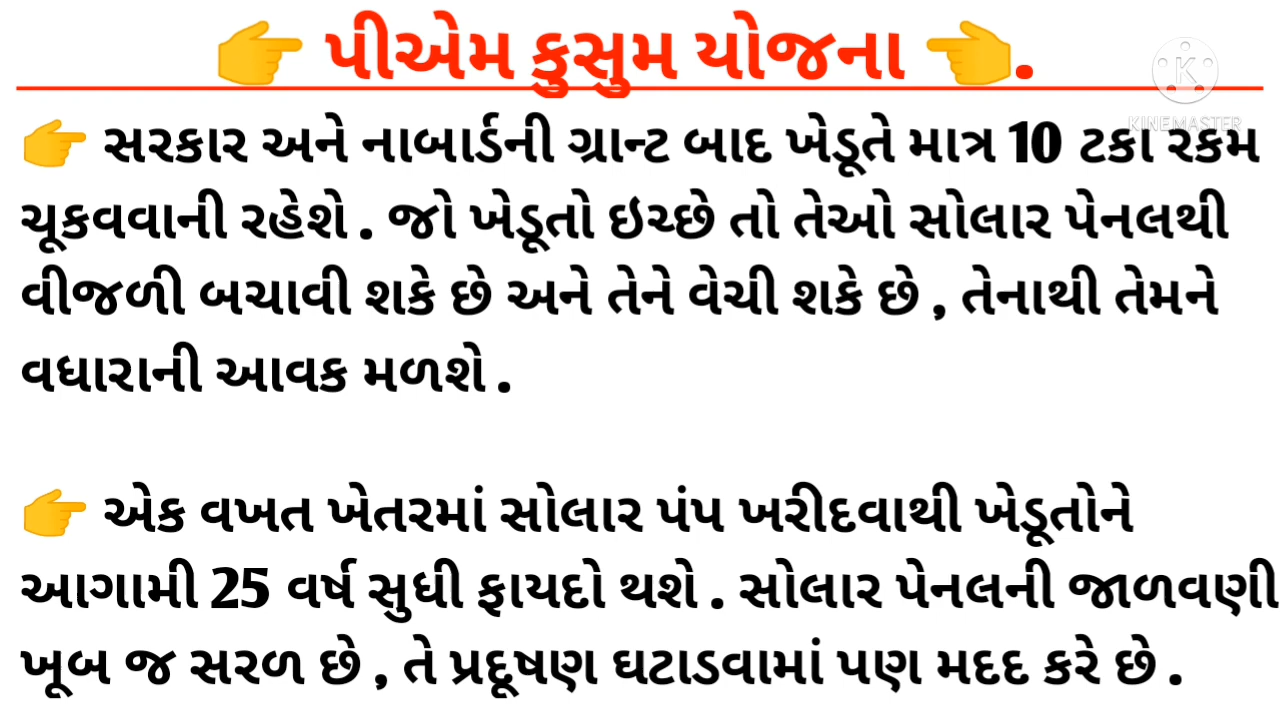 👉 પીએમ કુસુમ યોજના 👈.
KINEMASTER
👉 સરકાર અને નાબાર્ડની ગ્રાન્ટ બાદ ખેડૂતે માત્ર 10 ટકા રકમ
ચૂકવવાની રહેશે . જો ખેડૂતો ઇચ્છે તો તેઓ સોલાર પેનલથી
વીજળી બચાવી શકે છે અને તેને વેચી શકે છે , તેનાથી તેમને
વધારાની આવક મળશે .
👉 એક વખત ખેતરમાં સોલાર પંપ ખરીદવાથી ખેડૂતોને
આગામી 25 વર્ષ સુધી ફાયદો થશે . સોલાર પેનલની જાળવણી
ખૂબ જ સરળ છે , તે પ્રદૂષણ ઘટાડવામાં પણ મદદ કરે છે .